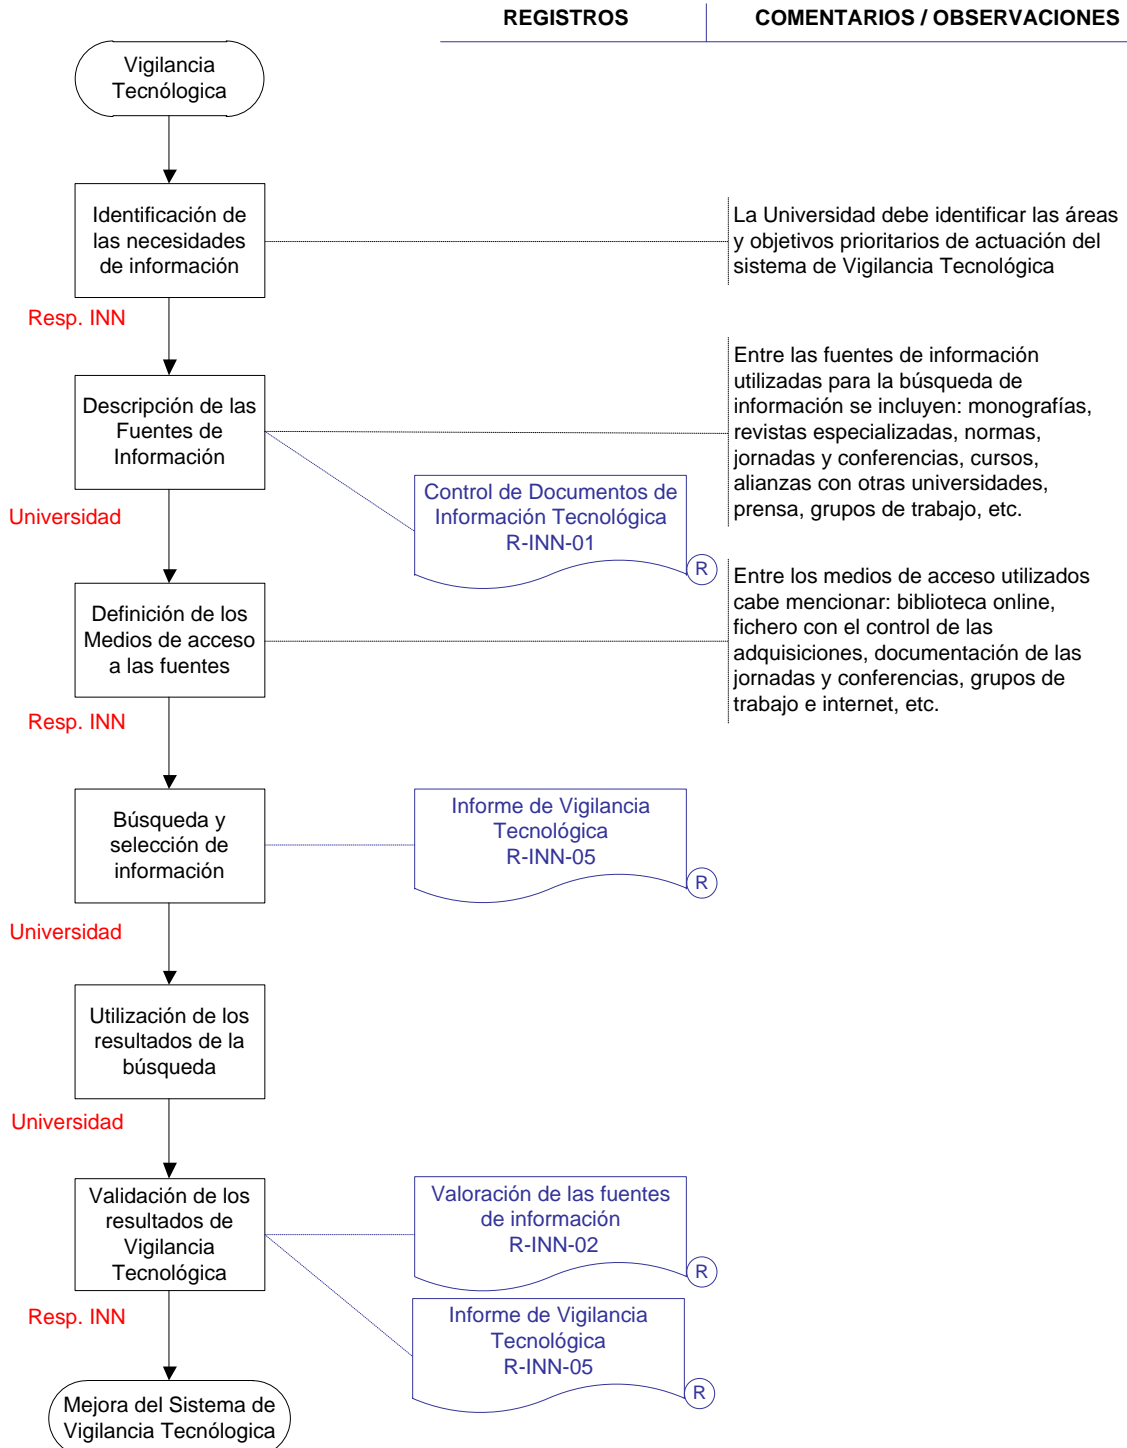 REGISTROS
COMENTARIOS / OBSERVACIONES
Vigilancia
Tecnólogica
Identificación de
las necesidades
de información
La Universidad debe identificar las áreas
y objetivos prioritarios de actuación del
sistema de Vigilancia Tecnológica
Resp. INN
Descripción de las
Fuentes de
Información
Entre las fuentes de información
utilizadas para la búsqueda de
información se incluyen: monografías,
revistas especializadas, normas,
jornadas y conferencias, cursos,
alianzas con otras universidades,
prensa, grupos de trabajo, etc.
Control de Documentos de
Información Tecnológica
R-INN-01
R
Universidad
Definición de los
Medios de acceso
a las fuentes
Entre los medios de acceso utilizados
cabe mencionar: biblioteca online,
fichero con el control de las
adquisiciones, documentación de las
jornadas y conferencias, grupos de
trabajo e internet, etc.
Resp. INN
Búsqueda y
selección de
información
Informe de Vigilancia
Tecnológica
R-INN-05
R
Universidad
Utilización de los
resultados de la
búsqueda
Universidad
Validación de los
resultados de
Vigilancia
Tecnológica
Valoración de las fuentes
de información
R-INN-02
R
Informe de Vigilancia
Tecnológica
R-INN-05
R
Resp. INN
Mejora del Sistema de
Vigilancia Tecnólogica